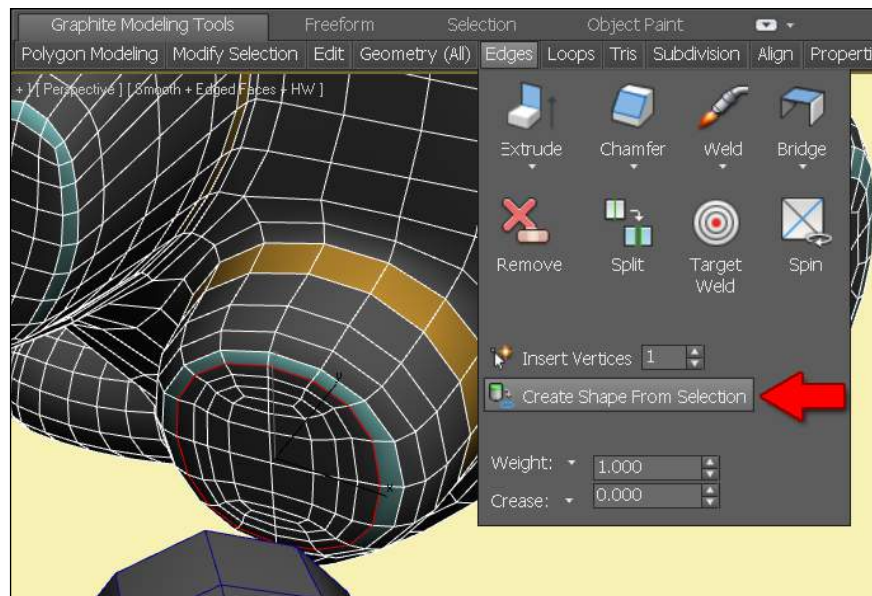 Graphite Modeling Tools Freeform Selection Object Paint
Polygon Modeling Modify Selection Edit Geometry (All) Edges Loops Tris Subdivision Align Properti
+ ] [ Perspective ] [ Smooth + Edged Faces + HW ]
Extrude Chamfer Weld Bridge
Remove Split Target Weld Spin
Insert Vertices 1
Create Shape From Selection
Weight: 1.000
Crease: 0.000
y
x